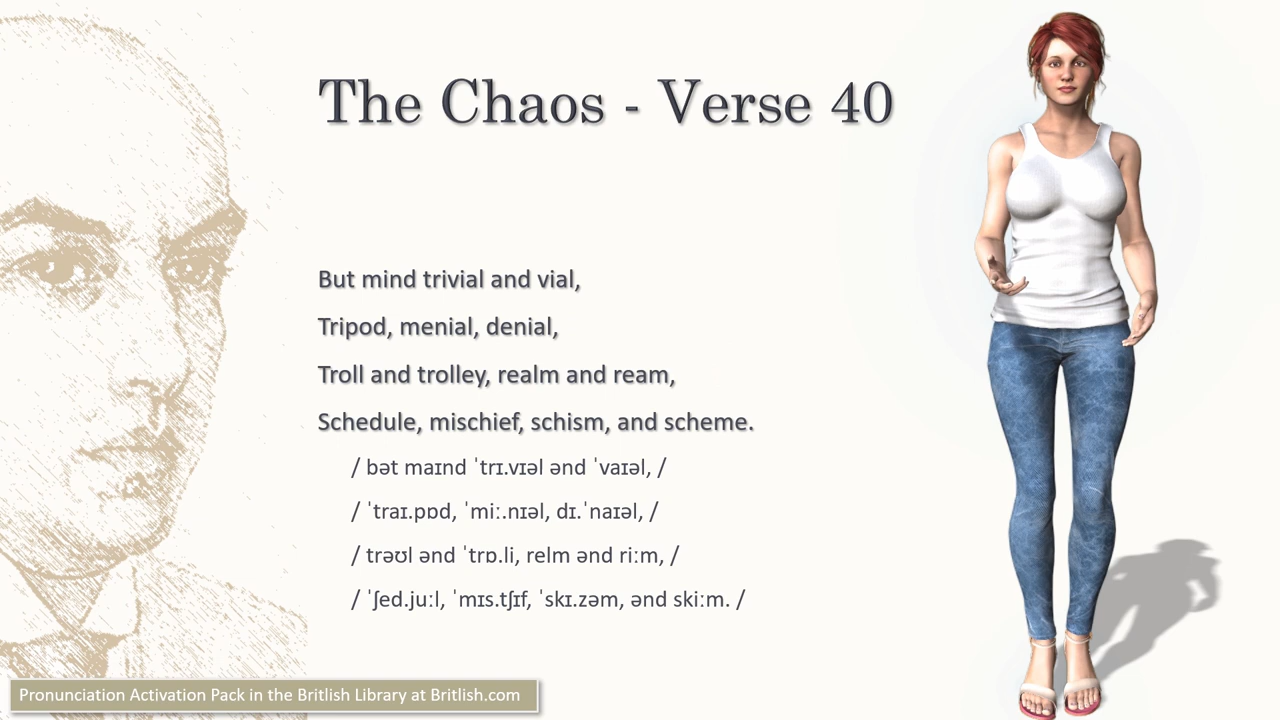 The Chaos - Verse 40
But mind trivial and vial,
Tripod, menial, denial,
Troll and trolley, realm and ream,
Schedule, mischief, schism, and scheme.
/ bət maɪnd ˈtrɪ.vɪəl ənd ˈvaɪəl, /
/ ˈtraɪ.pɒd, ˈmiː.nɪəl, dɪ.ˈnaɪəl, /
/ trəʊl ənd ˈtrɒ.li, relm ənd riːm, /
/ ˈʃed.juːl, ˈmɪs.tʃɪf, ˈskɪ.zəm, ənd skiːm. /
Pronunciation Activation Pack in the Britlish Library at Britlish.com